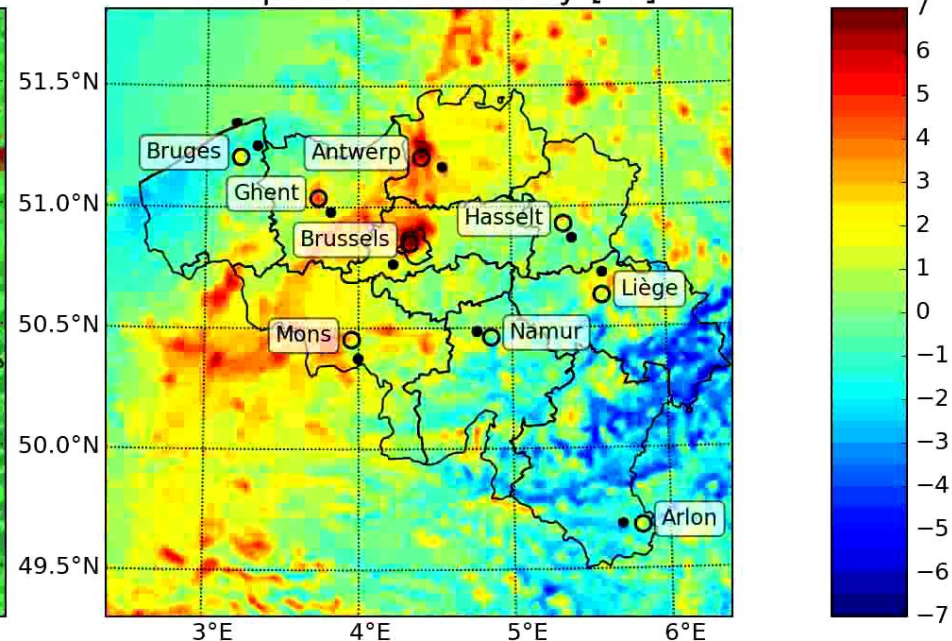 7
51.5°N
6
5
Bruges
Antwerp
4
51.0°N
Ghent
3
Hasselt
Brussels
2
1
Liège
0
50.5°N
Mons
Namur
−1
−2
50.0°N
−3
−4
Arlon
−5
49.5°N
−6
−7
3°E
4°E
5°E
6°E